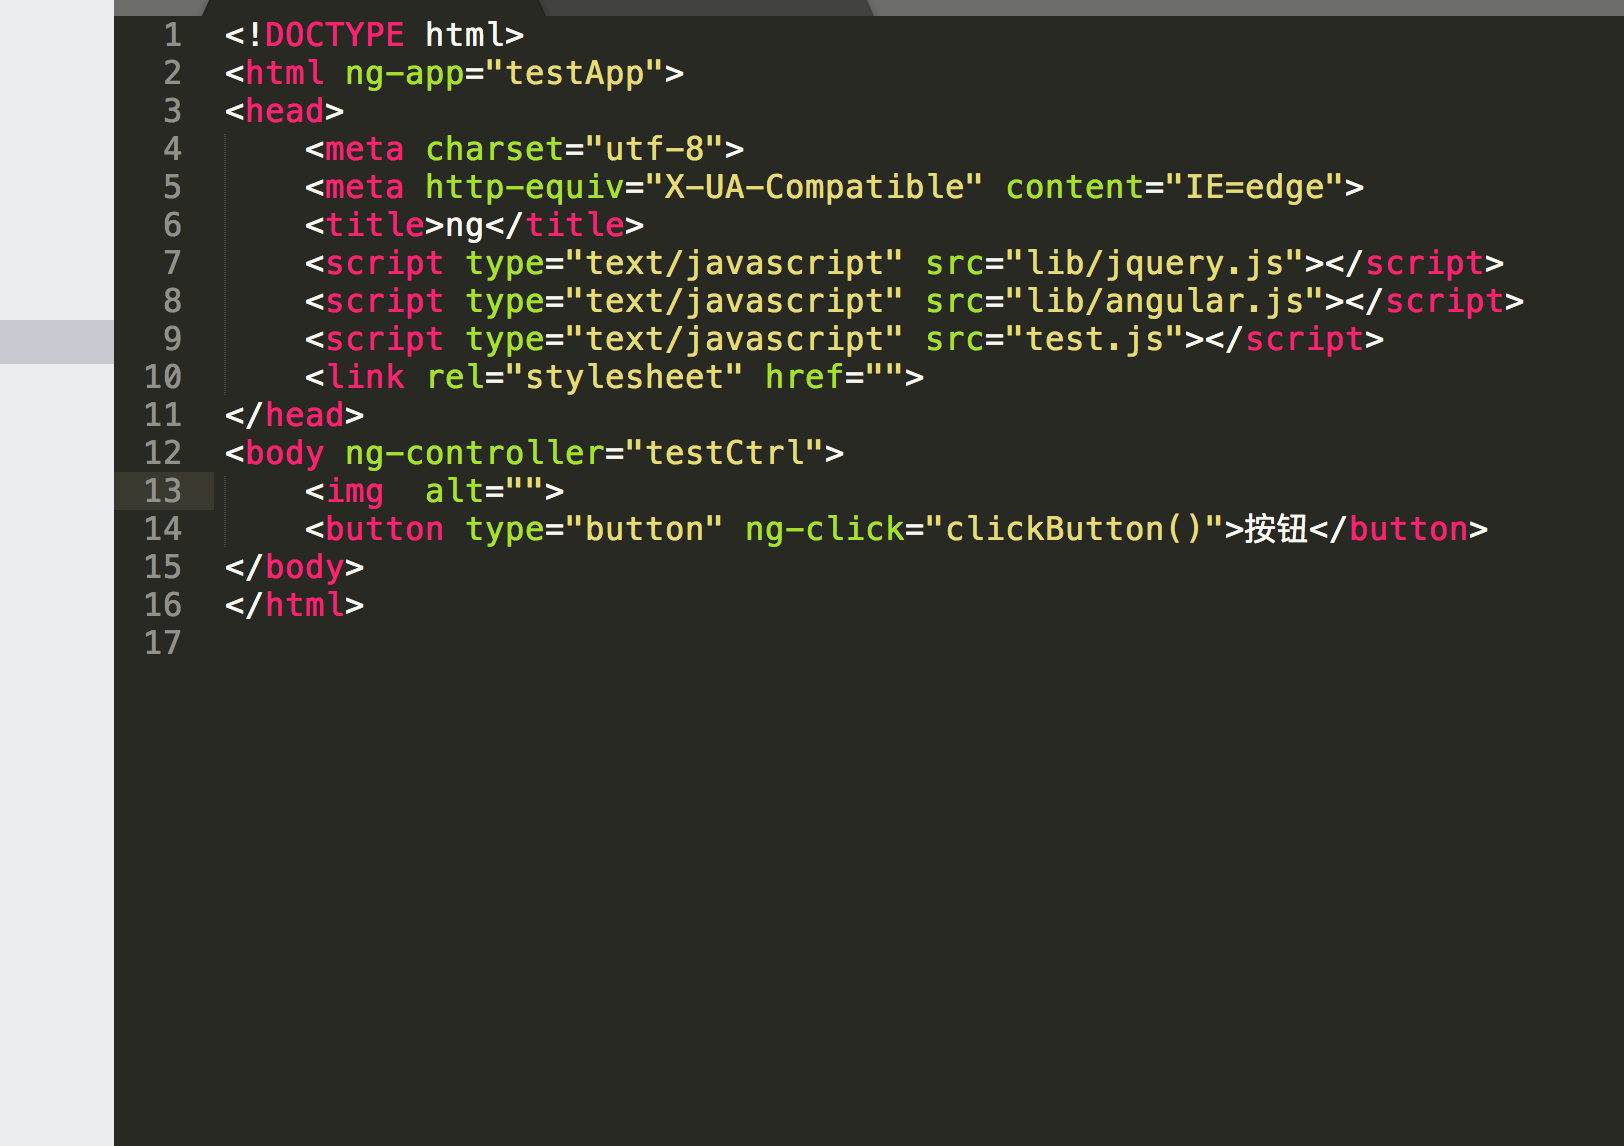 1 <!DOCTYPE html>
2 <html ng-app="testApp">
3 <head>
4     <meta charset="utf-8">
5     <meta http-equiv="X-UA-Compatible" content="IE=edge">
6     <title>ng</title>
7     <script type="text/javascript" src="lib/jquery.js"></script>
8     <script type="text/javascript" src="lib/angular.js"></script>
9     <script type="text/javascript" src="test.js"></script>
10     <link rel="stylesheet" href="">
11 </head>
12 <body ng-controller="testCtrl">
13     <img  alt="">
14     <button type="button" ng-click="clickButton()">按钮</button>
15 </body>
16 </html>
17